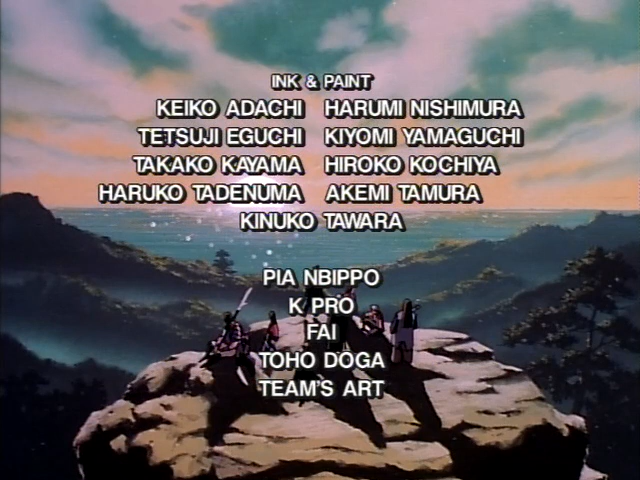 INK & PAINT
KEIKO ADACHI HARUMI NISHIMURA
TETSUJI EGUCHI KIYOMI YAMAGUCHI
TAKAKO KAYAMA HIROKO KOCHIYA
HARUKO TADENUMA AKEMI TAMURA
KINUKO TAWARA
PIA NBIPPO
K PRO
FAI
TOHO DOGA
TEAM'S ART